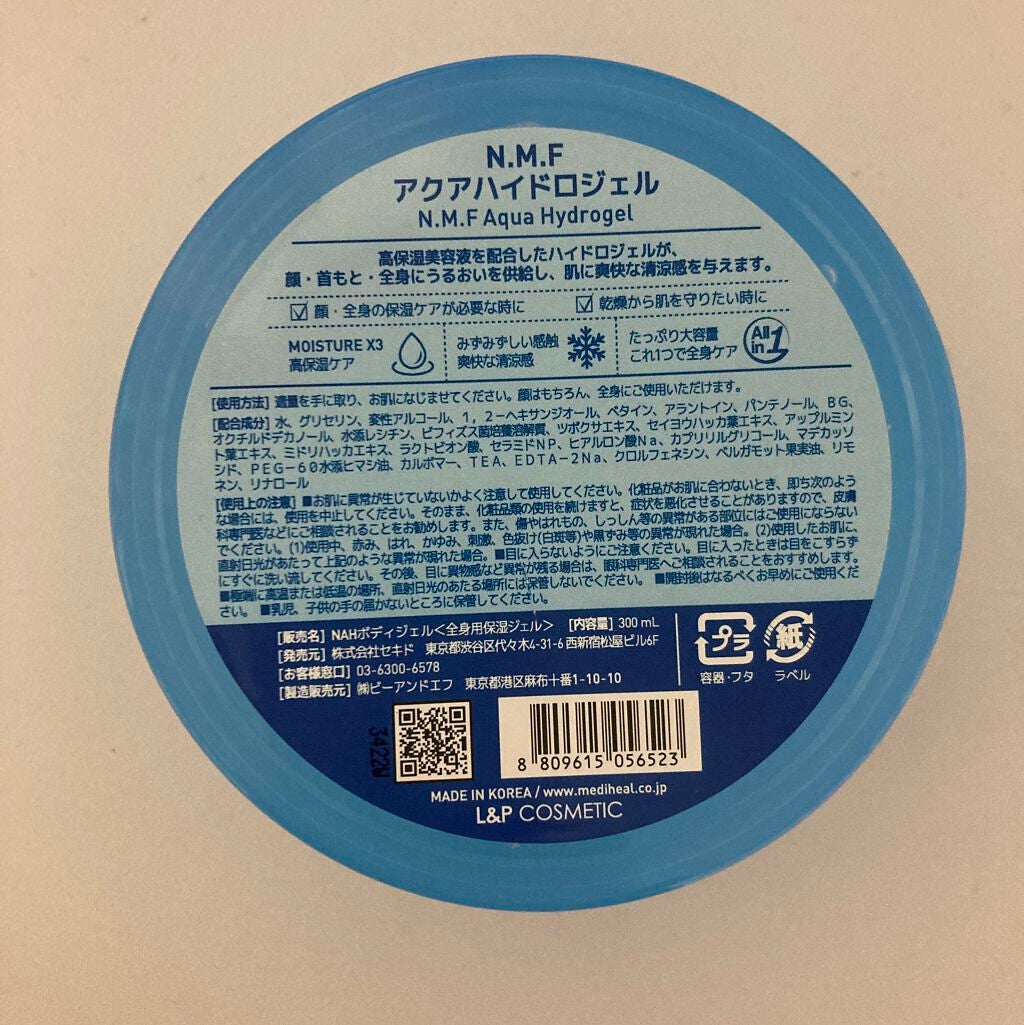 N.M.F
アクアハイドロジェル
N.M.F Aqua Hydrogel
高保湿美容液を配合したハイドロジェルが、
顔・首もと・全身にうるおいを供給し、肌に爽快な清涼感を与えます。
顔・全身の保湿ケアが必要な時に
乾燥から肌を守りたい時に
MOISTURE X3
高保湿ケア
みずみずしい感触
爽快な清涼感
たっぷり大容量
これ1つで全身ケア
All in 1
[使用方法] 適量を手に取り、お肌になじませてください。顔はもちろん、全身にご使用いただけます。
[配合成分] 水、グリセリン、変性アルコール、1，2－ヘキサンジオール、ベタイン、アラントイン、パンテノール、BG、
オクチルドデカノール、水添レシチン、ビフィズス菌培養溶解質、ツボクサエキス、セイヨウハッカ葉エキス、アップルミン
ト葉エキス、ミドリハッカエキス、ラクトビオン酸、セラミドNP、ヒアルロン酸Na、カプリリルグリコール、マデカッソ
シド、PEG－60水添ヒマシ油、カルボマー、TEA、EDTA－2Na、クロルフェネシン、ベルガモット果実油、リモ
ネン、リナロール
[使用上の注意] ■お肌に異常が生じていないかよく注意して使用してください。化粧品がお肌に合わないとき、即ち次のよう
な場合には、使用を中止してください。そのまま、化粧品類の使用を続けますと、症状を悪化させることがありますので、皮膚
科専門医などにご相談されることをお勧めします。また、傷やはれもの、しっしん等の異常がある部位にはご使用にならない
でください。(1)使用中、赤み、はれ、かゆみ、刺激、色抜け(白斑等)や黒ずみ等の異常が現れた場合。(2)使用したお肌に、
直射日光があたって上記のような異常が現れた場合。■目に入らないようにご注意ください。目に入ったときは目をこすらず
にすぐに洗い流してください。その後、目に異物感など異常が残る場合は、眼科専門医へご相談されることをおすすめします。
■極端に高温または低温の場所、直射日光のあたる場所には保管しないでください。 ■開封後はなるべくお早めにご使用くだ
さい。 ■乳児、子供の手の届かないところに保管してください。
[販売名] NAHボディジェル＜全身用保湿ジェル＞ [内容量] 300 mL
[発売元] 株式会社セキド 東京都渋谷区代々木4-31-6 西新宿松屋ビル6F
[お客様窓口] 03-6300-6578
[製造販売元] ㈱ビーアンドエフ 東京都港区麻布十番1-10-10
プラ
容器・フタ
紙
ラベル
3422W
8 809615 056523
MADE IN KOREA / www.mediheal.co.jp
L&P COSMETIC